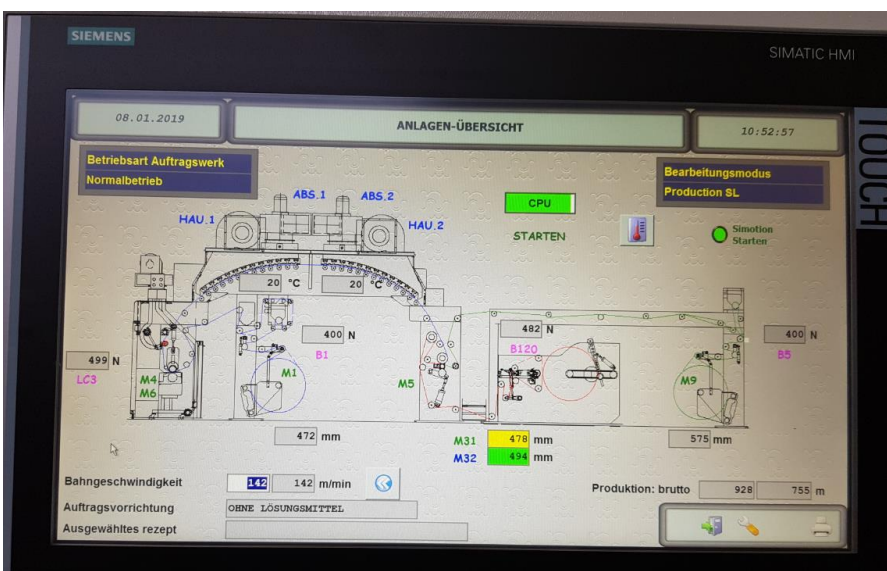 SIEMENS
SIMATIC HMI
TOUCH
08.01.2019
ANLAGEN-ÜBERSICHT
10:52:57
Betriebsart Auftragswerk
Normalbetrieb
Bearbeitungsmodus
Production SL
ABS.1
ABS.2
HAU.1
HAU.2
CPU
STARTEN
Simotion
Starten
20 °C
20 °C
400 N
B1
482 N
B120
400 N
B5
499 N
LC3
M4
M6
M1
M5
M9
472 mm
M31 478 mm
M32 494 mm
575 mm
Bahngeschwindigkeit 142 142 m/min
Produktion: brutto 928 755 m
Auftragsvorrichtung OHNE LÖSUNGSMITTEL
Ausgewähltes rezept